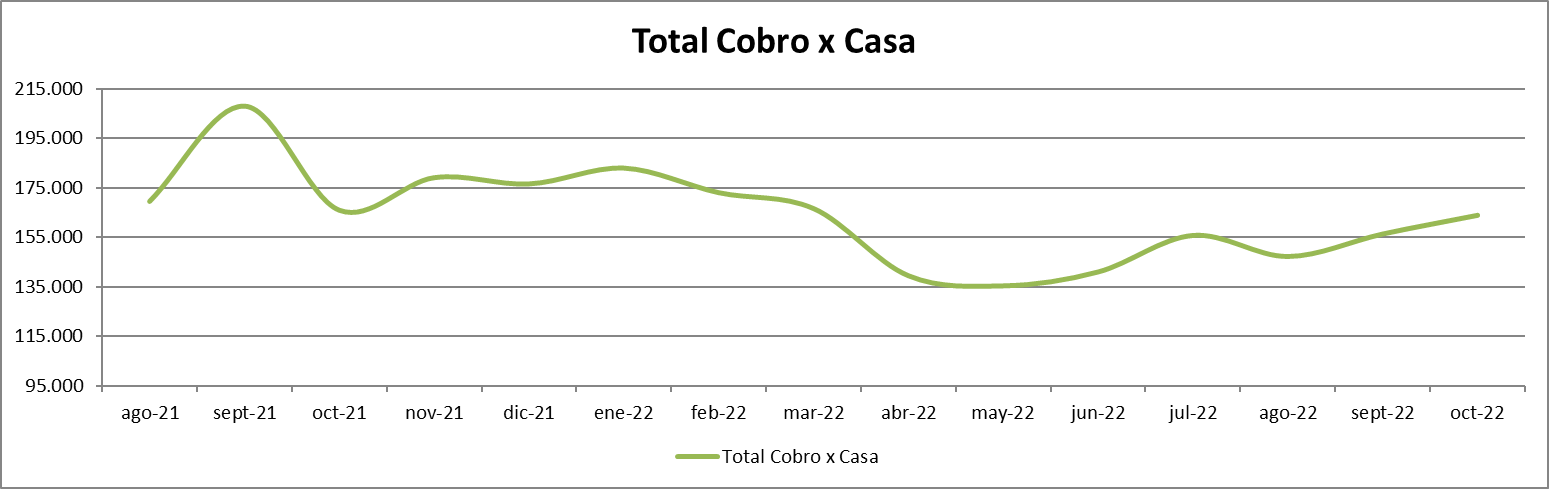 Total Cobro x Casa
215.000
195.000
175.000
155.000
135.000
115.000
95.000
ago-21 sept-21 oct-21 nov-21 dic-21 ene-22 feb-22 mar-22 abr-22 may-22 jun-22 jul-22 ago-22 sept-22 oct-22
Total Cobro x Casa